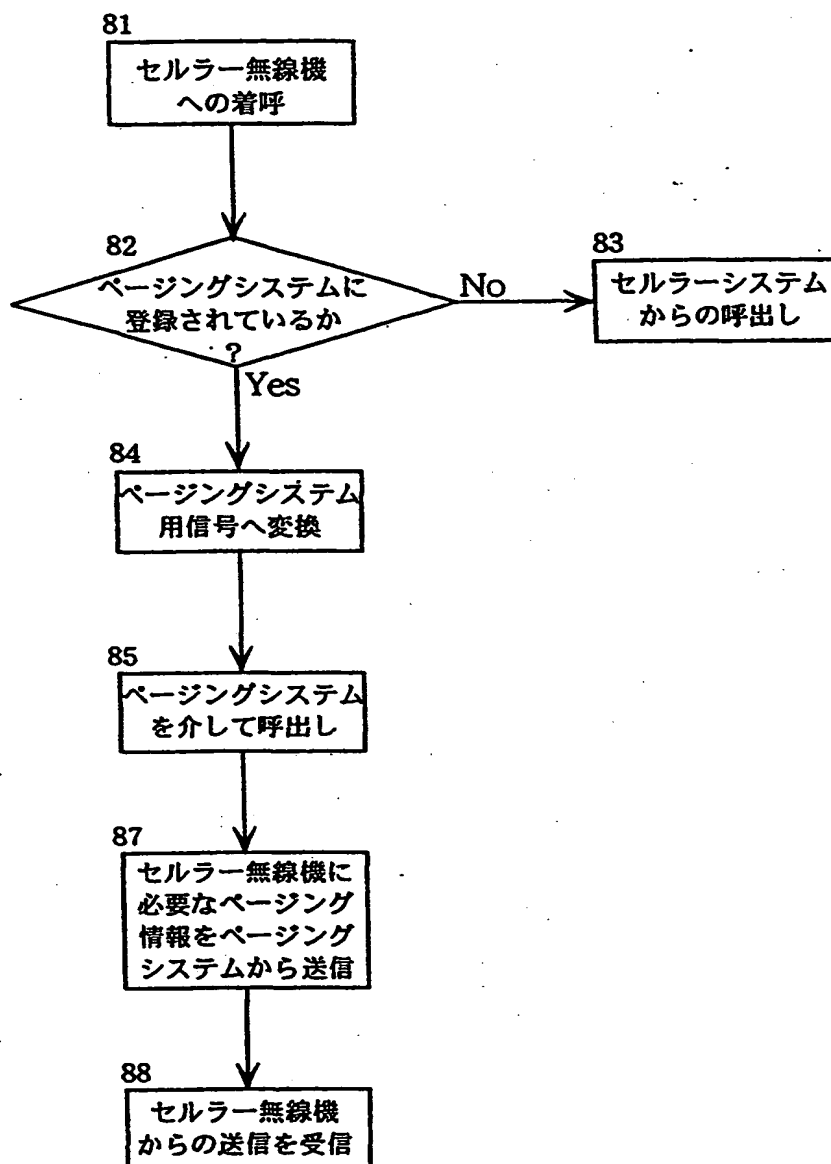 81
セルラー無線機
への着呼
82
ページングシステムに
登録されているか
?
No
83
セルラーシステム
からの呼出し
Yes
84
ページングシステム
用信号へ変換
85
ページングシステム
を介して呼出し
87
セルラー無線機に
必要なページング
情報をページング
システムから送信
88
セルラー無線機
からの送信を受信